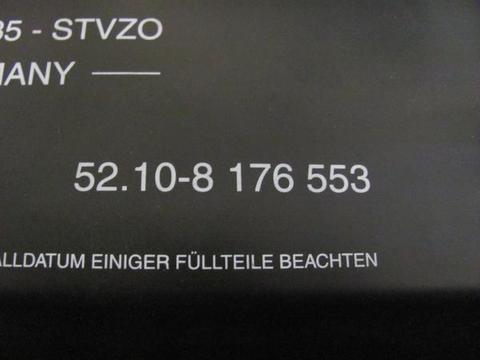 35 - STVZO
MANY
52.10-8 176 553
ALLDATUM EINIGER FÜLLTEILE BEACHTEN